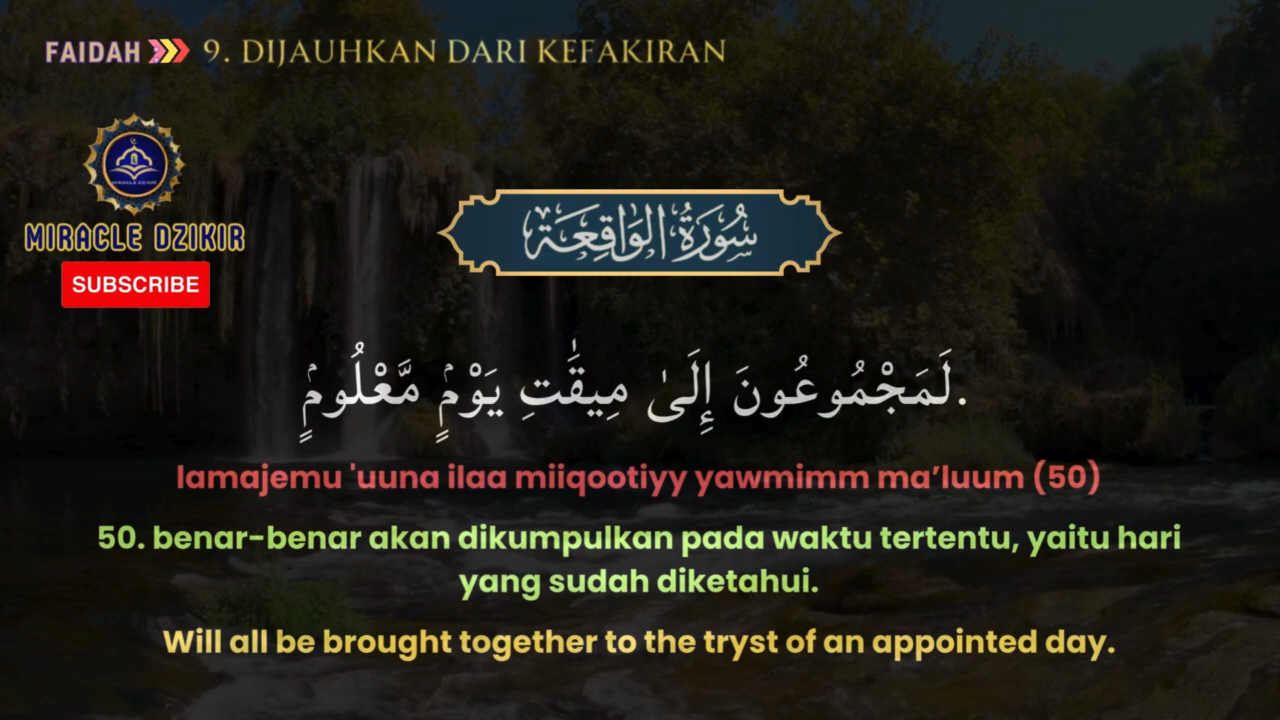 FAIDAH 9. DIJAUHKAN DARI KEFAKIRAN
MIRACLE DZIKIR
MIRACLE DZIKIR
SUBSCRIBE
سُورَةُ الوَاقِعَة
لَمَجْمُوعُونَ إِلَىٰ مِيقَٰتِ يَوْمٍۢ مَّعْلُومٍۢ.
lamajemu 'uuna ilaa miiqootiyy yawmimm ma’luum (50)
50. benar-benar akan dikumpulkan pada waktu tertentu, yaitu hari
yang sudah diketahui.
Will all be brought together to the tryst of an appointed day.